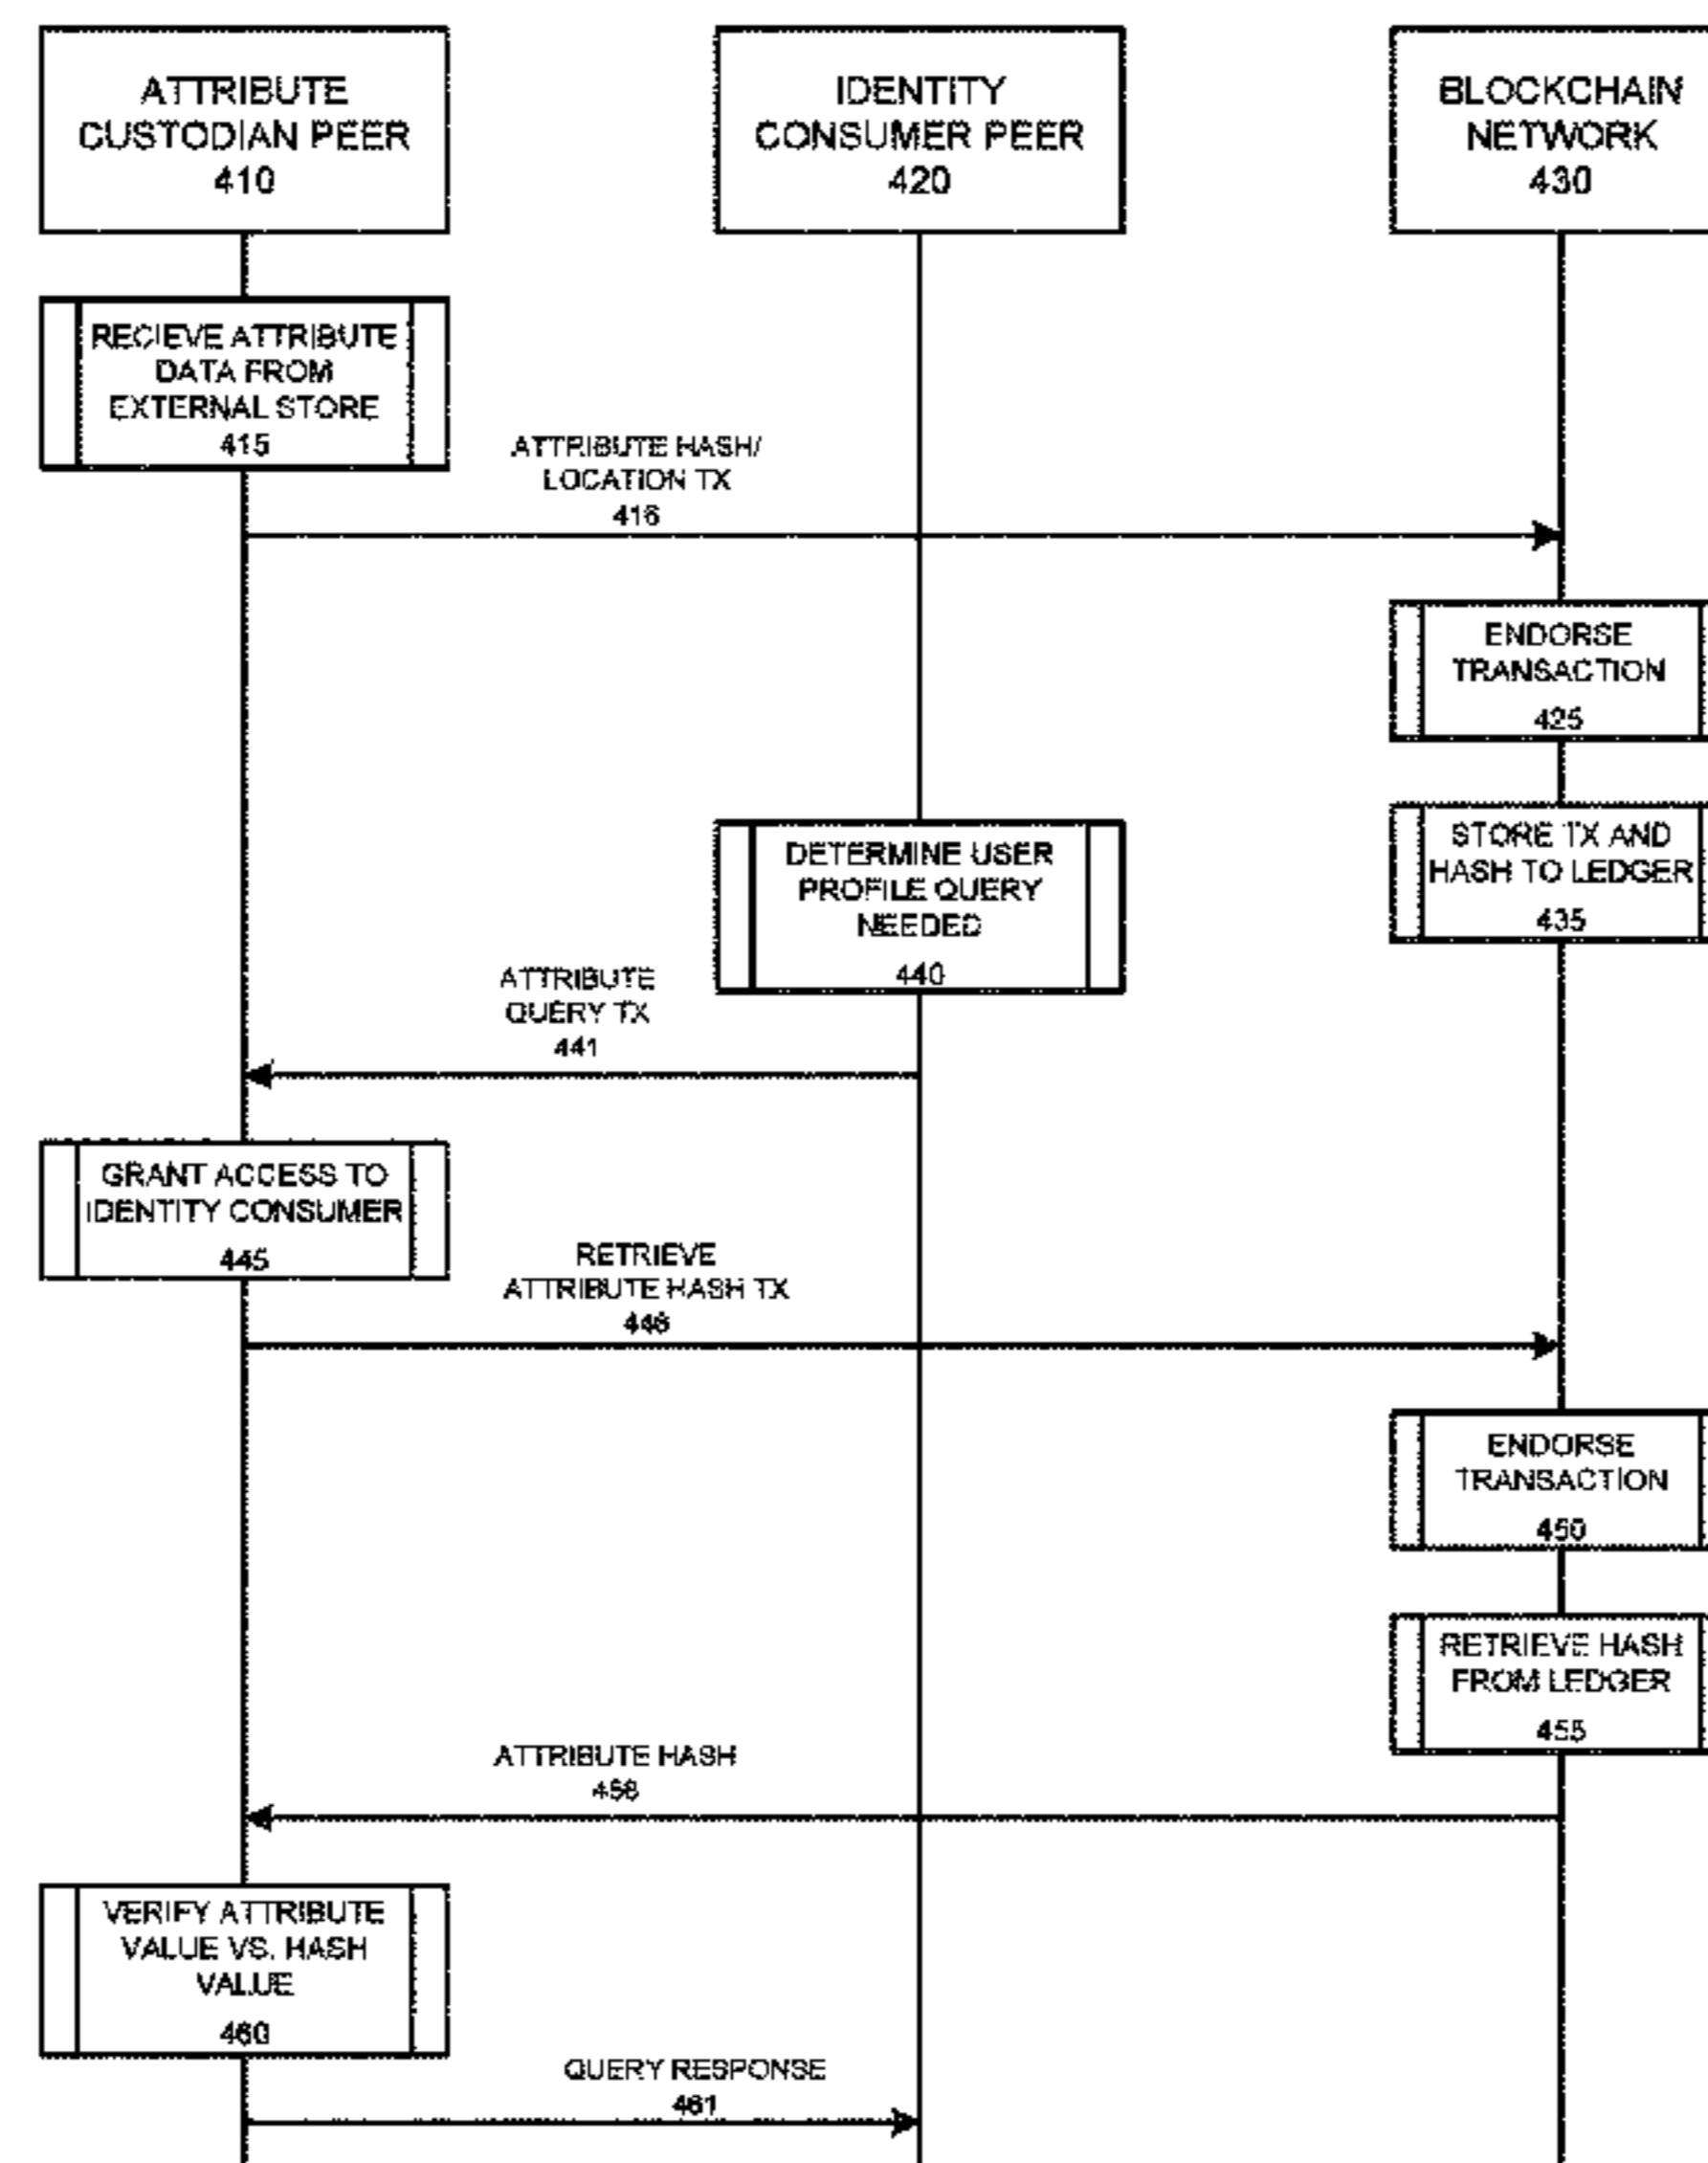 ATTRIBUTE
CUSTODIAN PEER
410
IDENTITY
CONSUMER PEER
420
BLOCKCHAIN
NETWORK
430
RECIEVE ATTRIBUTE
DATA FROM
EXTERNAL STORE
415
ATTRIBUTE HASH/
LOCATION TX
416
ENDORSE
TRANSACTION
425
STORE TX AND
HASH TO LEDGER
435
DETERMINE USER
PROFILE QUERY
NEEDED
440
ATTRIBUTE
QUERY TX
441
GRANT ACCESS TO
IDENTITY CONSUMER
445
RETRIEVE
ATTRIBUTE HASH TX
446
ENDORSE
TRANSACTION
450
RETRIEVE HASH
FROM LEDGER
455
ATTRIBUTE HASH
VERIFY ATTRIBUTE
VALUE VS. HASH
VALUE
460
QUERY RESPONSE
461